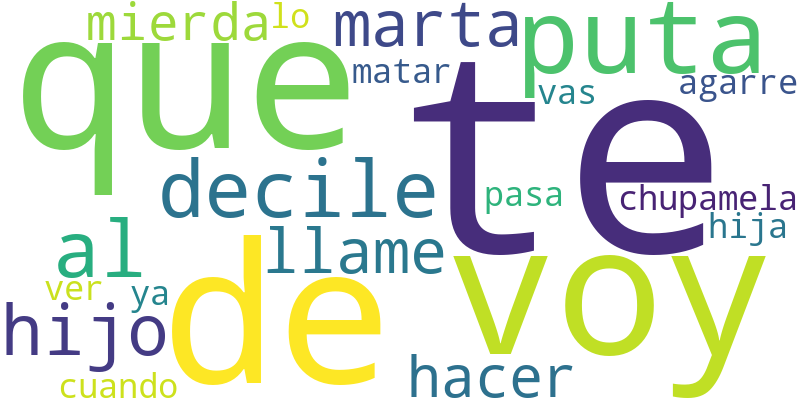 mierda lo marta puta
que matar vas agarre
te
decile pasa chupamela
al llame hija
ver ya de voy
hijo hacer
cuando